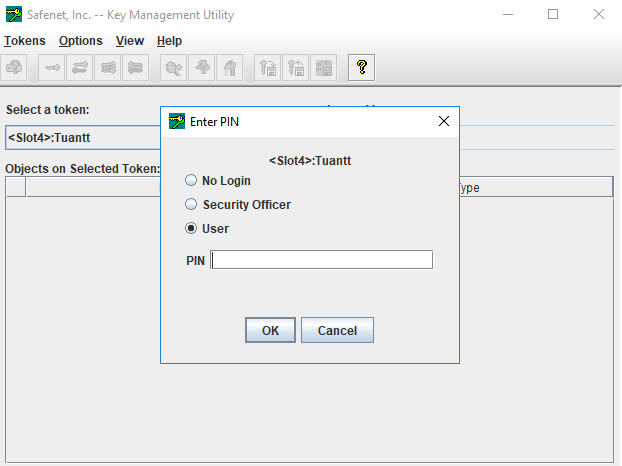 Safenet, Inc. -- Key Management Utility
Tokens Options View Help
Select a token:
<Slot4>:Tuantt
Objects on Selected Token:
Enter PIN
<Slot4>:Tuantt
No Login
Security Officer
User
PIN
OK Cancel